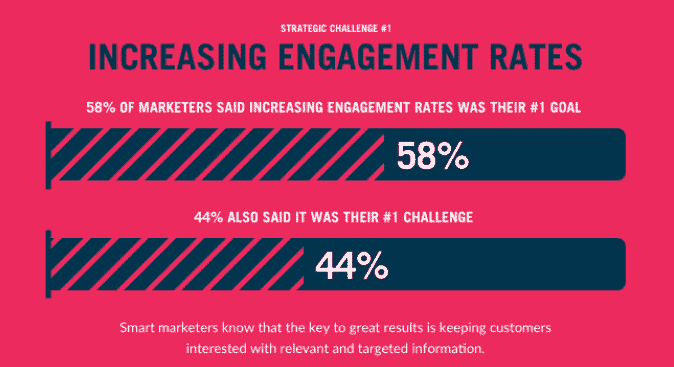 STRATEGIC CHALLENGE #1
INCREASING ENGAGEMENT RATES
58% OF MARKETERS SAID INCREASING ENGAGEMENT RATES WAS THEIR #1 GOAL
58%
44% ALSO SAID IT WAS THEIR #1 CHALLENGE
44%
Smart marketers know that the key to great results is keeping customers
interested with relevant and targeted information.